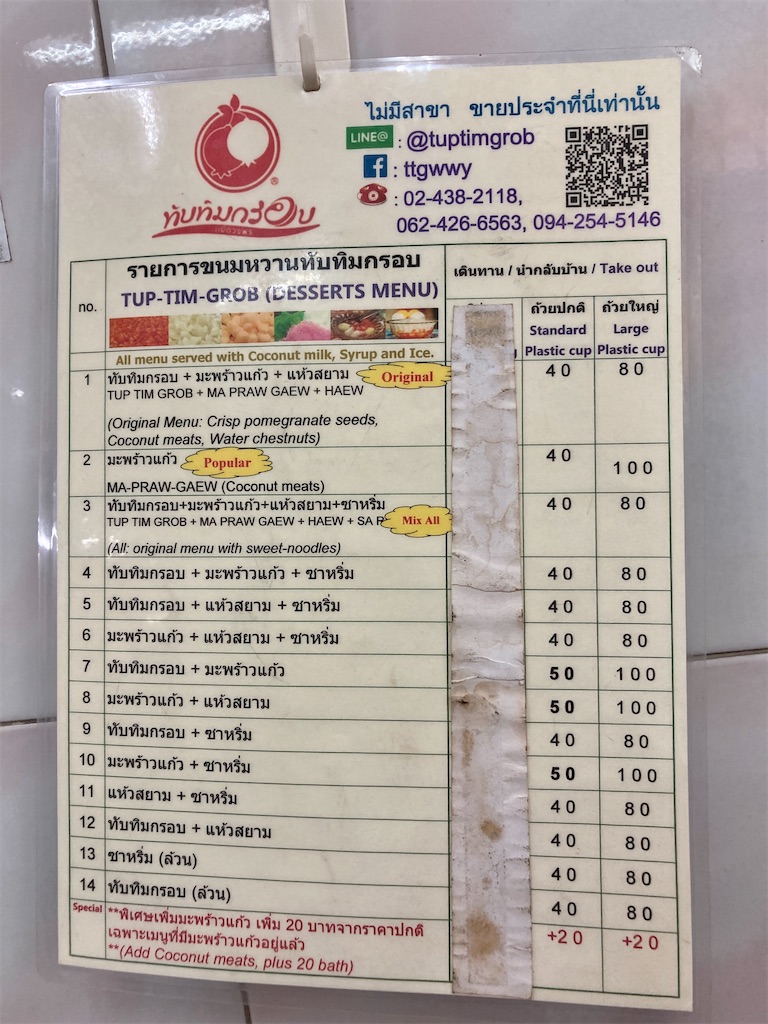 ไม่มีสาขา ขายประจำที่นี่เท่านั้น
LINE@ : @tuptimgrob
f : ttgwwy
: 02-438-2118,
062-426-6563, 094-254-5146
ทับทิมกรอบ
®
no.
รายการขนมหวานทับทิมกรอบ
TUP-TIM-GROB (DESSERTS MENU)
All menu served with Coconut milk, Syrup and Ice.
เดินทาน / นำกลับบ้าน / Take out
ถ้วยปกติ ถ้วยใหญ่
Standard Large
Plastic cup Plastic cup
1 ทับทิมกรอบ + มะพร้าวแก้ว + แห้วสยาม Original 40 80
TUP TIM GROB + MA PRAW GAEW + HAEW
(Original Menu: Crisp pomegranate seeds,
Coconut meats, Water chestnuts)
2 มะพร้าวแก้ว Popular 40 100
MA-PRAW-GAEW (Coconut meats)
3 ทับทิมกรอบ+มะพร้าวแก้ว+แห้วสยาม+ซาหริ่ม 40 80
TUP TIM GROB + MA PRAW GAEW + HAEW + SA Mix All
(All: original menu with sweet-noodles)
4 ทับทิมกรอบ + มะพร้าวแก้ว + ซาหริ่ม 40 80
5 ทับทิมกรอบ + แห้วสยาม + ซาหริ่ม 40 80
6 มะพร้าวแก้ว + แห้วสยาม + ซาหริ่ม 40 80
7 ทับทิมกรอบ + มะพร้าวแก้ว 50 100
8 มะพร้าวแก้ว + แห้วสยาม 50 100
9 ทับทิมกรอบ + ซาหริ่ม 40 80
10 มะพร้าวแก้ว + ซาหริ่ม 50 100
11 แห้วสยาม + ซาหริ่ม 40 80
12 ทับทิมกรอบ + แห้วสยาม 40 80
13 ซาหริ่ม (ล้วน) 40 80
14 ทับทิมกรอบ (ล้วน) 40 80
Special **พิเศษเพิ่มมะพร้าวแก้ว เพิ่ม 20 บาทจากราคาปกติ +20 +20
เฉพาะเมนูที่มีมะพร้าวแก้วอยู่แล้ว
**(Add Coconut meats, plus 20 bath)